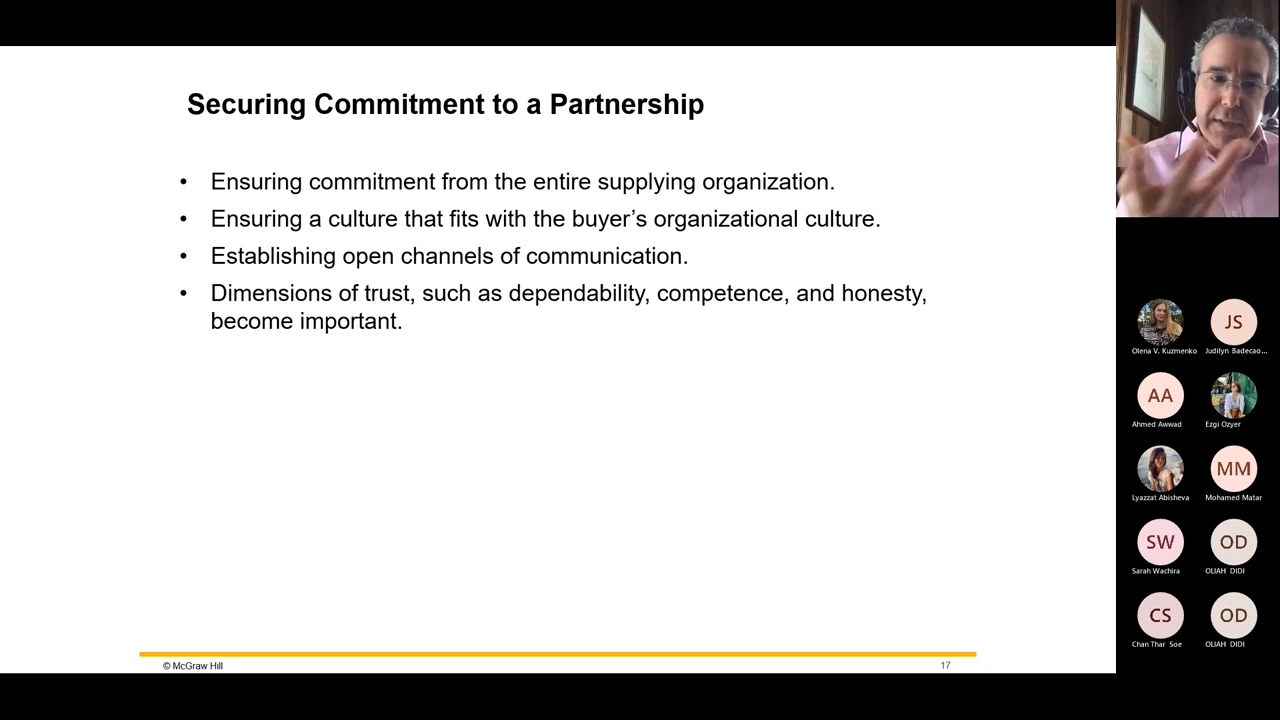 Securing Commitment to a Partnership
• Ensuring commitment from the entire supplying organization.
• Ensuring a culture that fits with the buyer’s organizational culture.
• Establishing open channels of communication.
• Dimensions of trust, such as dependability, competence, and honesty,
become important.
© McGraw Hill
17
Olena V. Kuzmenko
JS
Judilyn Badecao...
AA
Ahmed Awwad
Ezgi Ozyer
Lyazzat Abisheva
MM
Mohamed Matar
SW
Sarah Wachira
OD
OLIAH DIDI
CS
Chan Thar Soe
OD
OLIAH DIDI